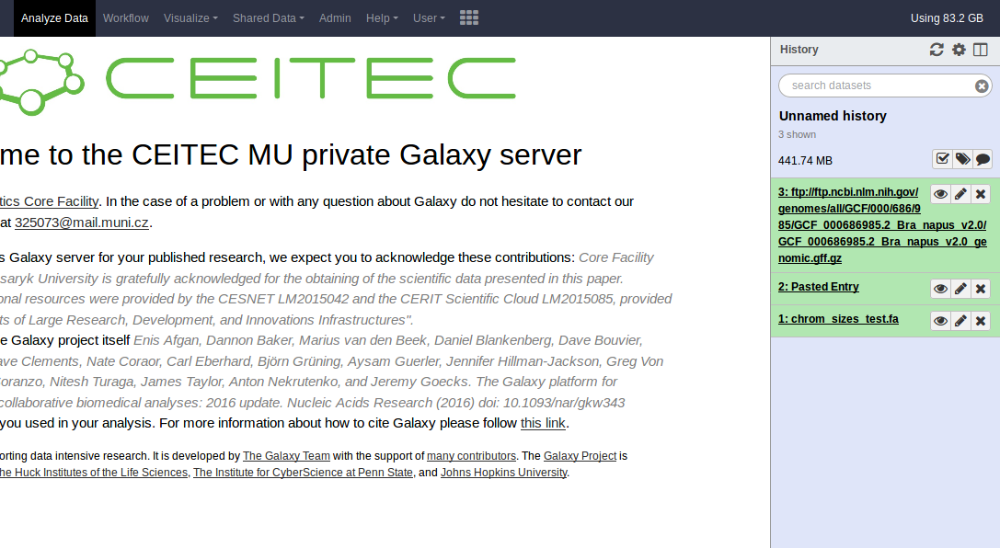 Analyze Data Workflow Visualize Shared Data Admin Help User Using 83.2 GB
CEITEC
me to the CEITEC MU private Galaxy server
tics Core Facility. In the case of a problem or with any question about Galaxy do not hesitate to contact our
at 325073@mail.muni.cz.
s Galaxy server for your published research, we expect you to acknowledge these contributions: Core Facility
saryk University is gratefully acknowledged for the obtaining of the scientific data presented in this paper.
onal resources were provided by the CESNET LM2015042 and the CERIT Scientific Cloud LM2015085, provided
ts of Large Research, Development, and Innovations Infrastructures".
e Galaxy project itself Enis Afgan, Dannon Baker, Marius van den Beek, Daniel Blankenberg, Dave Bouvier,
ave Clements, Nate Coraor, Carl Eberhard, Björn Grüning, Aysam Guerler, Jennifer Hillman-Jackson, Greg Von
Soranzo, Nitesh Turaga, James Taylor, Anton Nekrutenko, and Jeremy Goecks. The Galaxy platform for
collaborative biomedical analyses: 2016 update. Nucleic Acids Research (2016) doi: 10.1093/nar/gkw343
you used in your analysis. For more information about how to cite Galaxy please follow this link.
orting data intensive research. It is developed by The Galaxy Team with the support of many contributors. The Galaxy Project is
he Huck Institutes of the Life Sciences, The Institute for CyberScience at Penn State, and Johns Hopkins University.
History
search datasets
Unnamed history
3 shown
441.74 MB
3: ftp://ftp.ncbi.nlm.nih.gov/
genomes/all/GCF/000/686/9
85/GCF_000686985.2_Bra_napus_v2.0/
GCF_000686985.2_Bra_napus_v2.0_ge
nomic.gff.gz
2: Pasted Entry
1: chrom_sizes_test.fa